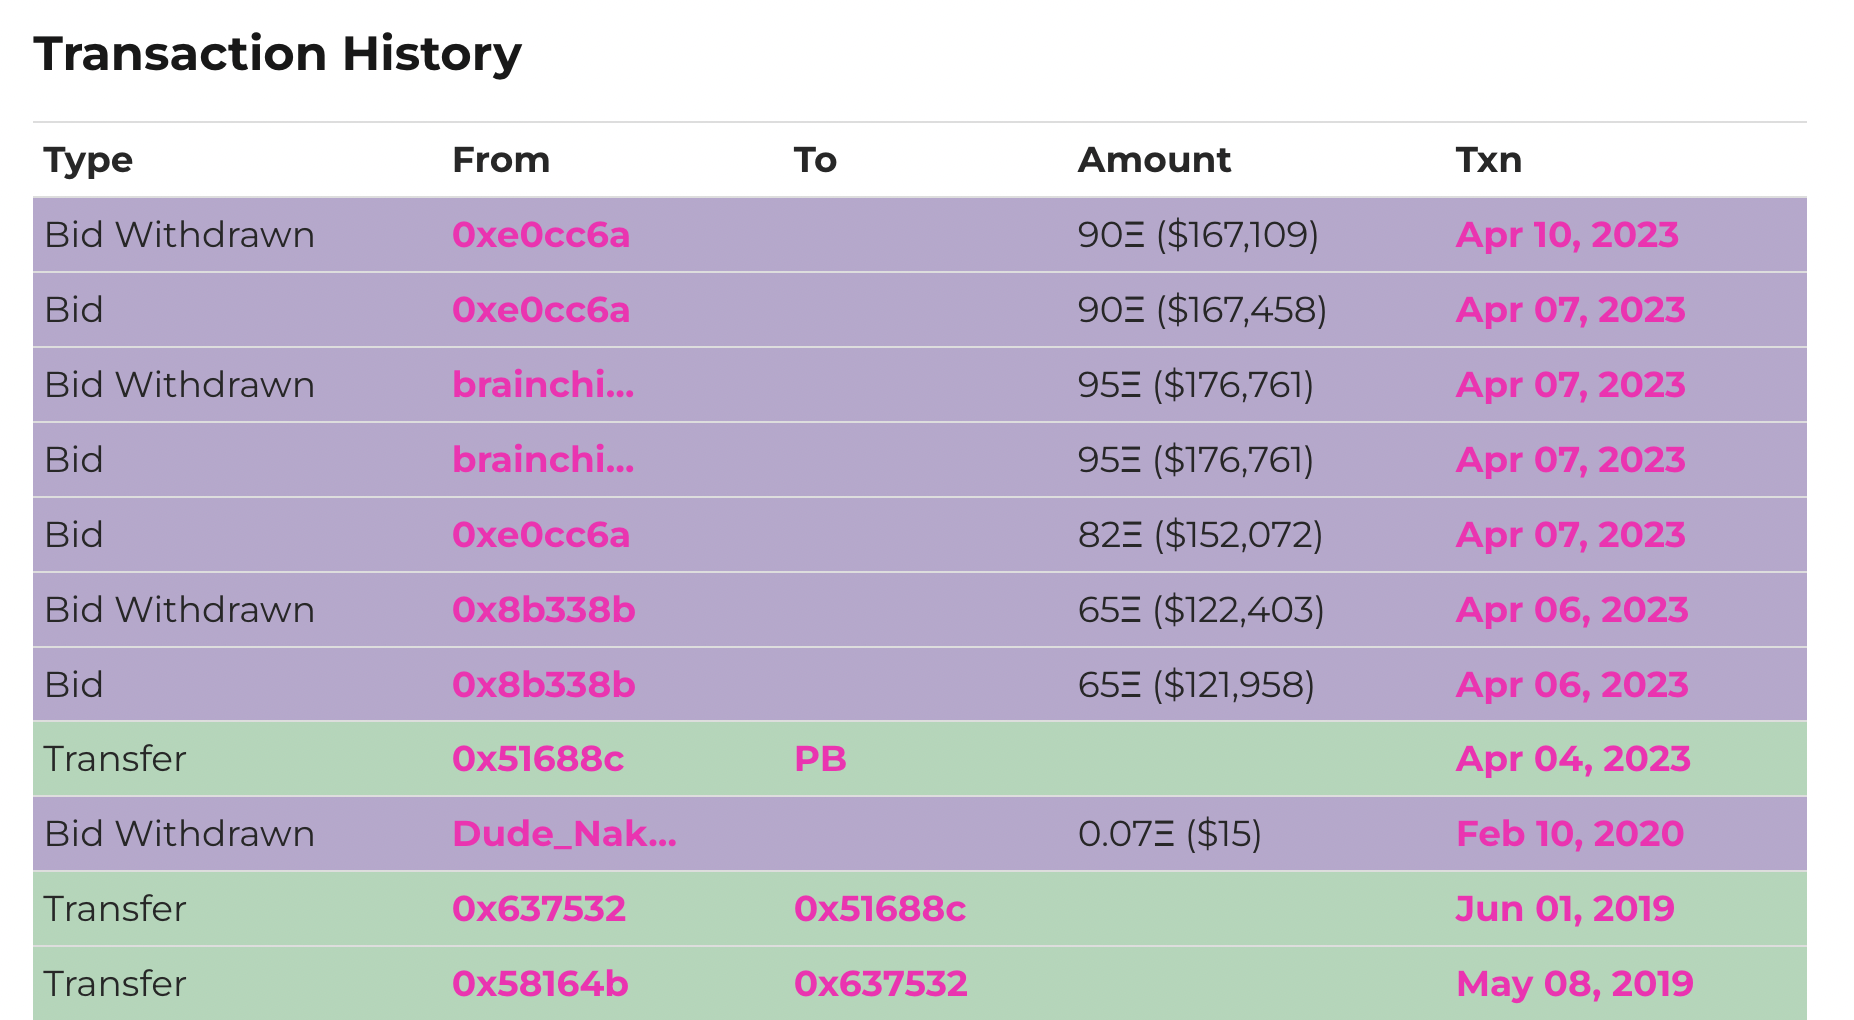 Transaction History
Type From To Amount Txn
Bid Withdrawn 0xe0cc6a 90Ξ ($167,109) Apr 10, 2023
Bid 0xe0cc6a 90Ξ ($167,458) Apr 07, 2023
Bid Withdrawn brainchi... 95Ξ ($176,761) Apr 07, 2023
Bid brainchi... 95Ξ ($176,761) Apr 07, 2023
Bid 0xe0cc6a 82Ξ ($152,072) Apr 07, 2023
Bid Withdrawn 0x8b338b 65Ξ ($122,403) Apr 06, 2023
Bid 0x8b338b 65Ξ ($121,958) Apr 06, 2023
Transfer 0x51688c PB Apr 04, 2023
Bid Withdrawn Dude_Nak... 0.07Ξ ($15) Feb 10, 2020
Transfer 0x637532 0x51688c Jun 01, 2019
Transfer 0x58164b 0x637532 May 08, 2019